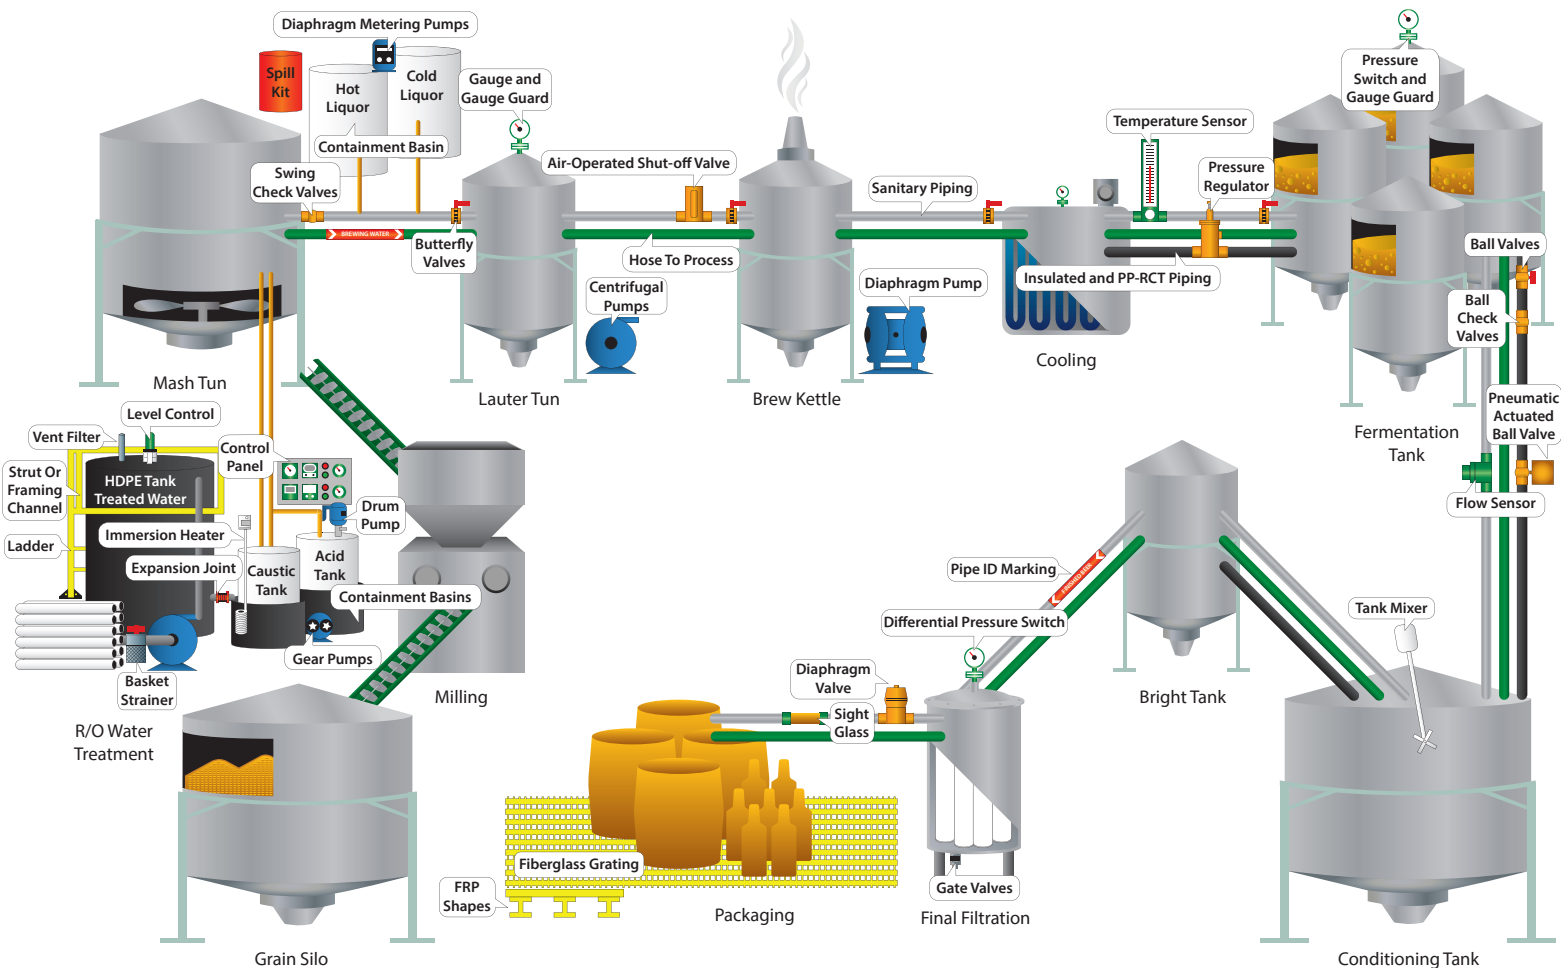 Diaphragm Metering Pumps
Spill
Kit
Hot
Liquor
Cold
Liquor
Containment Basin
Gauge and
Gauge Guard
Swing
Check Valves
BREWING WATER
Butterfly
Valves
Air-Operated Shut-off Valve
Hose To Process
Centrifugal
Pumps
Sanitary Piping
Diaphragm Pump
Temperature Sensor
Pressure
Regulator
Insulated and PP-RCT Piping
Pressure
Switch and
Gauge Guard
Ball Valves
Ball
Check
Valves
Pneumatic
Actuated
Ball Valve
Flow Sensor
Mash Tun
Lauter Tun
Brew Kettle
Cooling
Fermentation
Tank
Level Control
Vent Filter
Strut Or
Framing
Channel
HDPE Tank
Treated Water
Control
Panel
Drum
Pump
Immersion Heater
Ladder
Expansion Joint
Caustic
Tank
Acid
Tank
Containment Basins
Gear Pumps
Basket
Strainer
R/O Water
Treatment
Milling
Grain Silo
Pipe ID Marking
FINISHED BEER
Differential Pressure Switch
Diaphragm
Valve
Sight
Glass
Fiberglass Grating
FRP
Shapes
Packaging
Gate Valves
Final Filtration
Bright Tank
Tank Mixer
Conditioning Tank